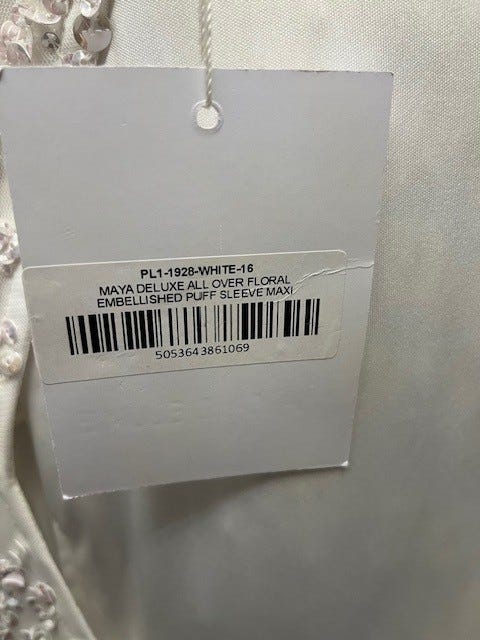 PL1-1928-WHITE-16
MAYA DELUXE ALL OVER FLORAL
EMBELLISHED PUFF SLEEVE MAXI
5053643861069